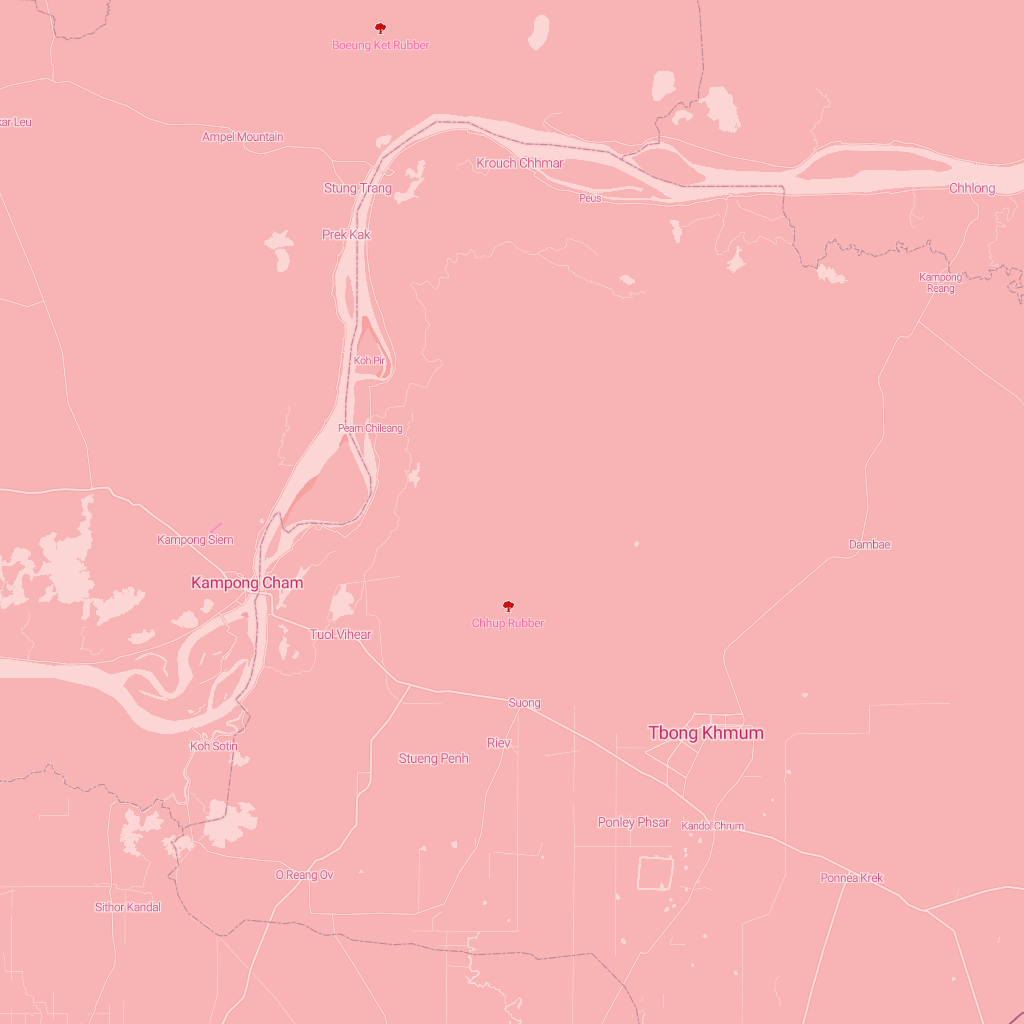 Boeung Ket Rubber
Ampel Mountain
Krouch Chhmar
Stung Trang
Chhlong
Peus
Prek Kak
Kampong
Reang
Koh Pir
Peam Chileang
Kampong Siem
Dambae
Kampong Cham
Chhup Rubber
Tuol Vihear
Suong
Tbong Khmum
Riev
Koh Sotin
Stueng Penh
Ponley Phsar
Kandol Chrum
O Reang Ov
Ponnea Krek
Sithor Kandal